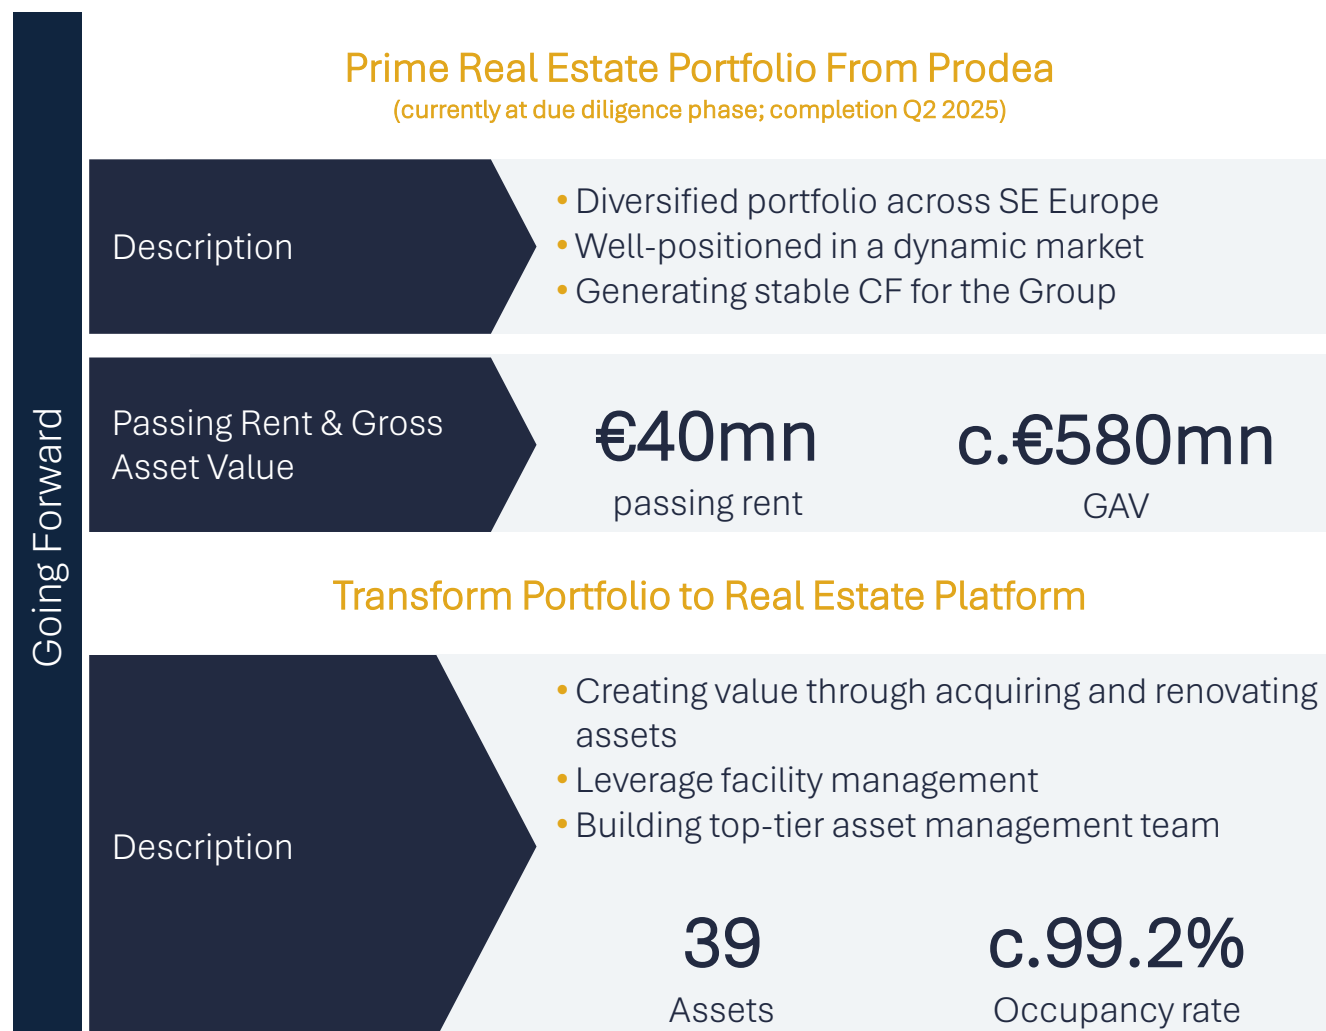 Going Forward
Prime Real Estate Portfolio From Prodea
(currently at due diligence phase; completion Q2 2025)
Description
• Diversified portfolio across SE Europe
• Well-positioned in a dynamic market
• Generating stable CF for the Group
Passing Rent & Gross
Asset Value
€40mn
passing rent
c.€580mn
GAV
Transform Portfolio to Real Estate Platform
Description
• Creating value through acquiring and renovating
assets
• Leverage facility management
• Building top-tier asset management team
39
Assets
c.99.2%
Occupancy rate